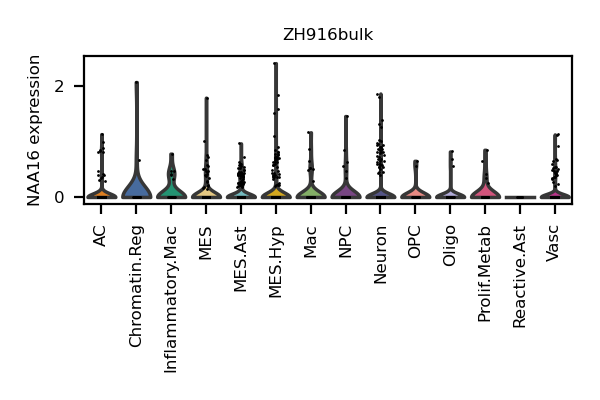 ZH916bulk
NAA16 expression
2
0
AC
Chromatin.Reg
Inflammatory.Mac
MES
MES.Ast
MES.Hyp
Mac
NPC
Neuron
OPC
Oligo
Prolif.Metab
Reactive.Ast
Vasc